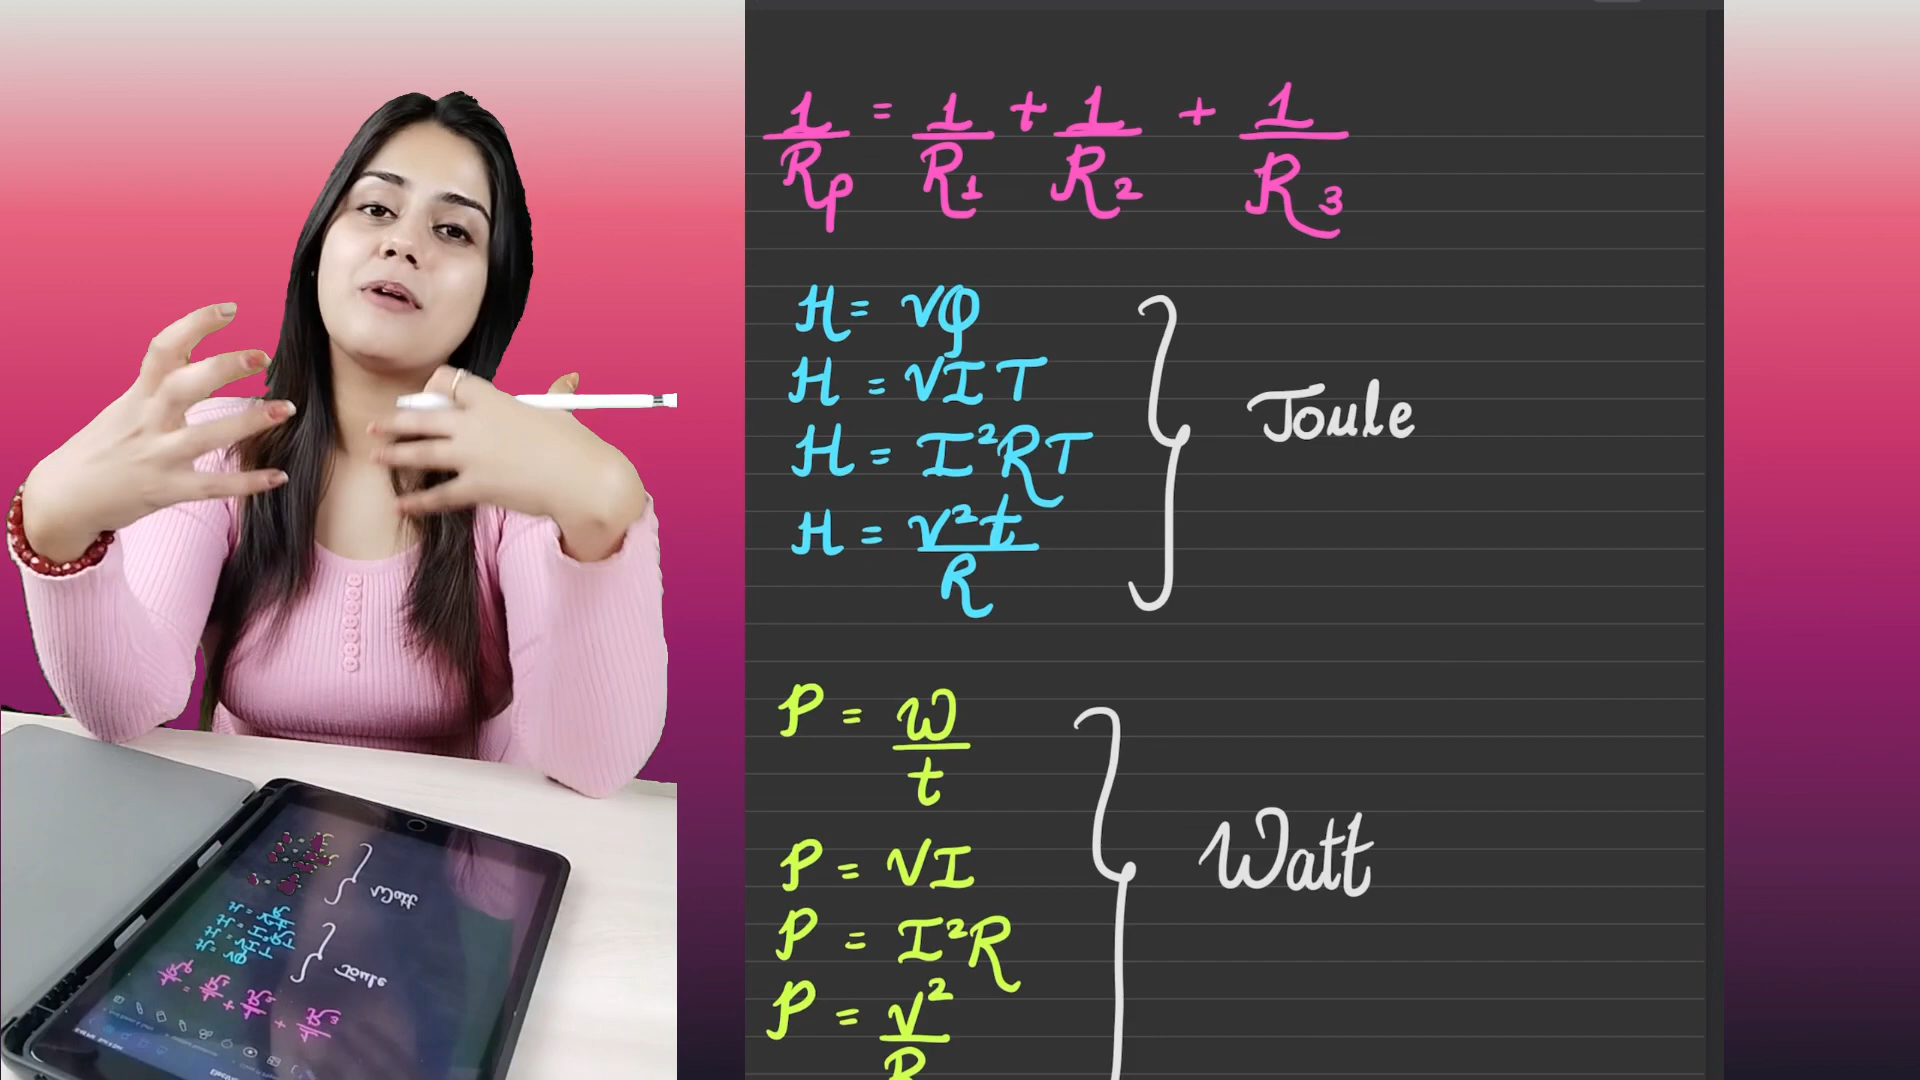 1/Rp = 1/R1 + 1/R2 + 1/R3
H = VQ
H = VIT
H = I²RT
H = V²t/R
Joule
P = W/t
P = VI
P = I²R
P = V²/R
Watt